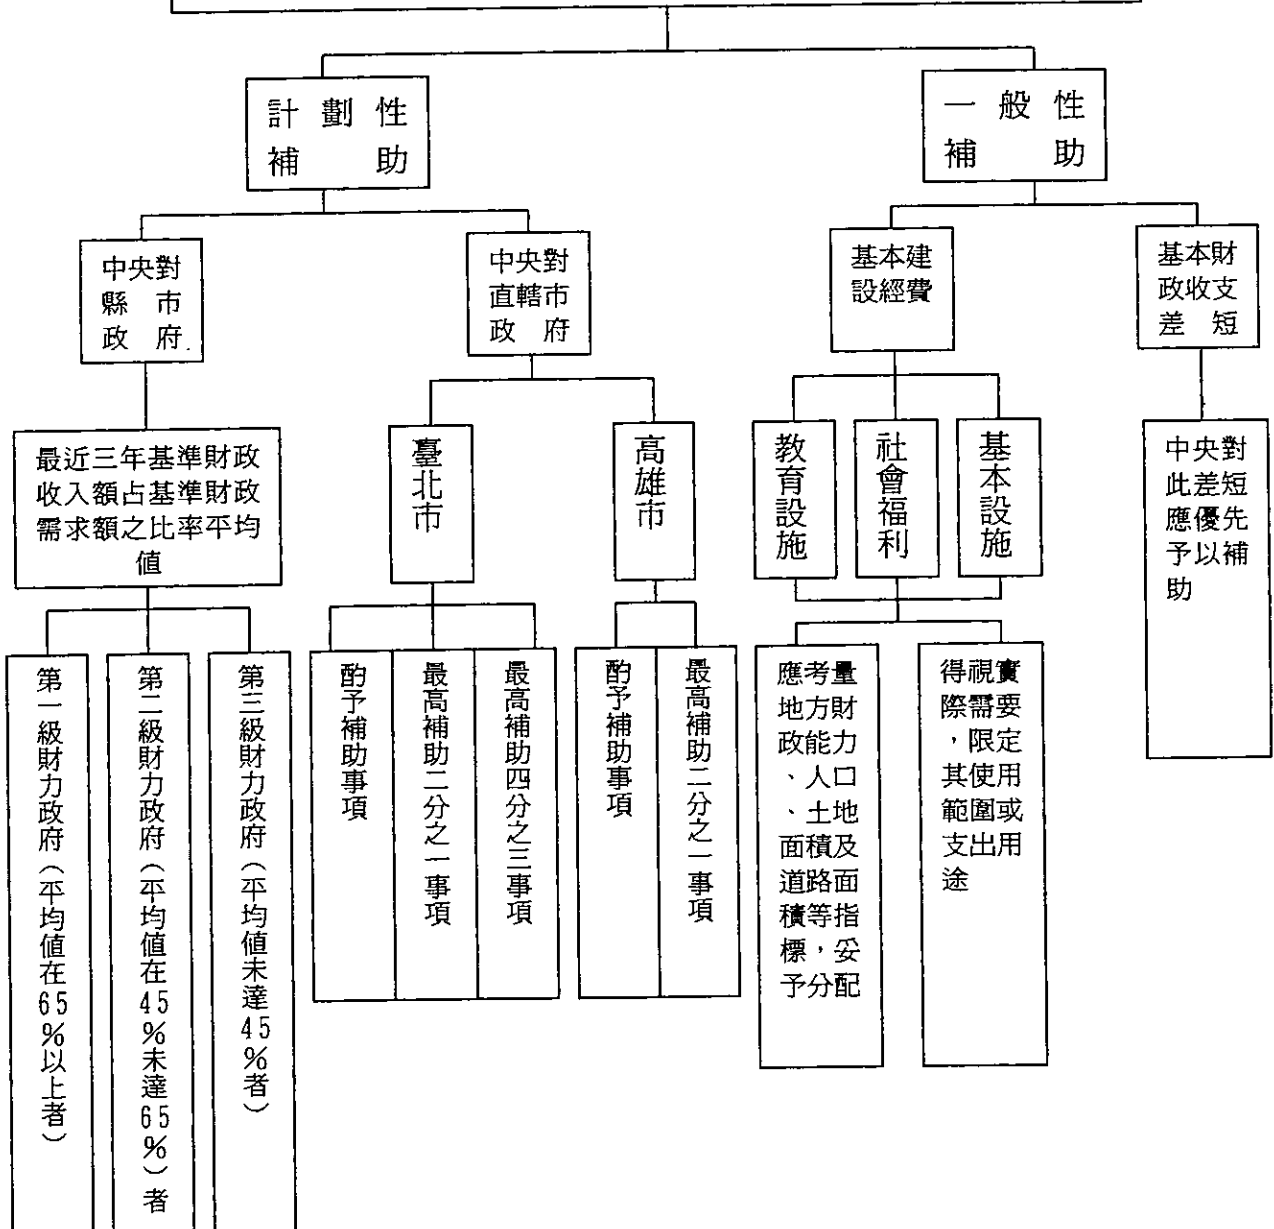 計劃性
補助
一般性
補助
中央對
縣市
政府
中央對
直轄市
政府
基本建
設經費
基本財
政收支
差短
最近三年基準財政
收入額占基準財政
需求額之比率平均
值
臺北市
高雄市
教育設施
社會福利
基本設施
中央對
此差短
應優先
予以補
助
第一級財力政府（平均值在65%以上者）
第二級財力政府（平均值在45%未達65%）者
第三級財力政府（平均值未達45%者）
酌予補助事項
最高補助二分之一事項
最高補助四分之三事項
酌予補助事項
最高補助二分之一事項
應考量
地方財
政能力
、人口
、土地
面積及
道路面
積等指
標，妥
予分配
得視實
際需要
，限定
其使用
範圍或
支出用
途